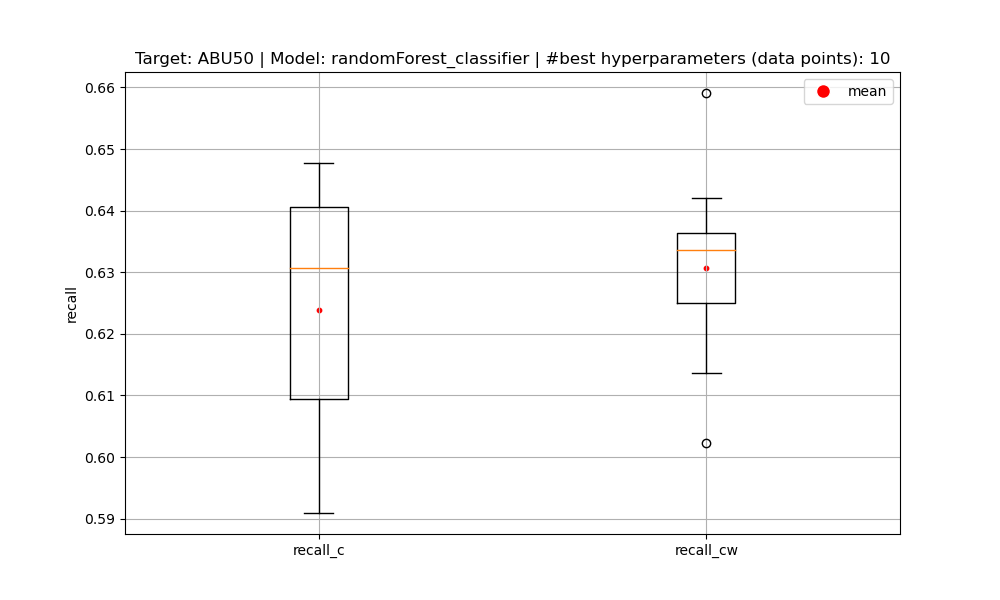 Target: ABU50 | Model: randomForest_classifier | #best hyperparameters (data points): 10
mean
0.66
0.65
0.64
0.63
0.62
0.61
0.60
0.59
recall
recall_c
recall_cw